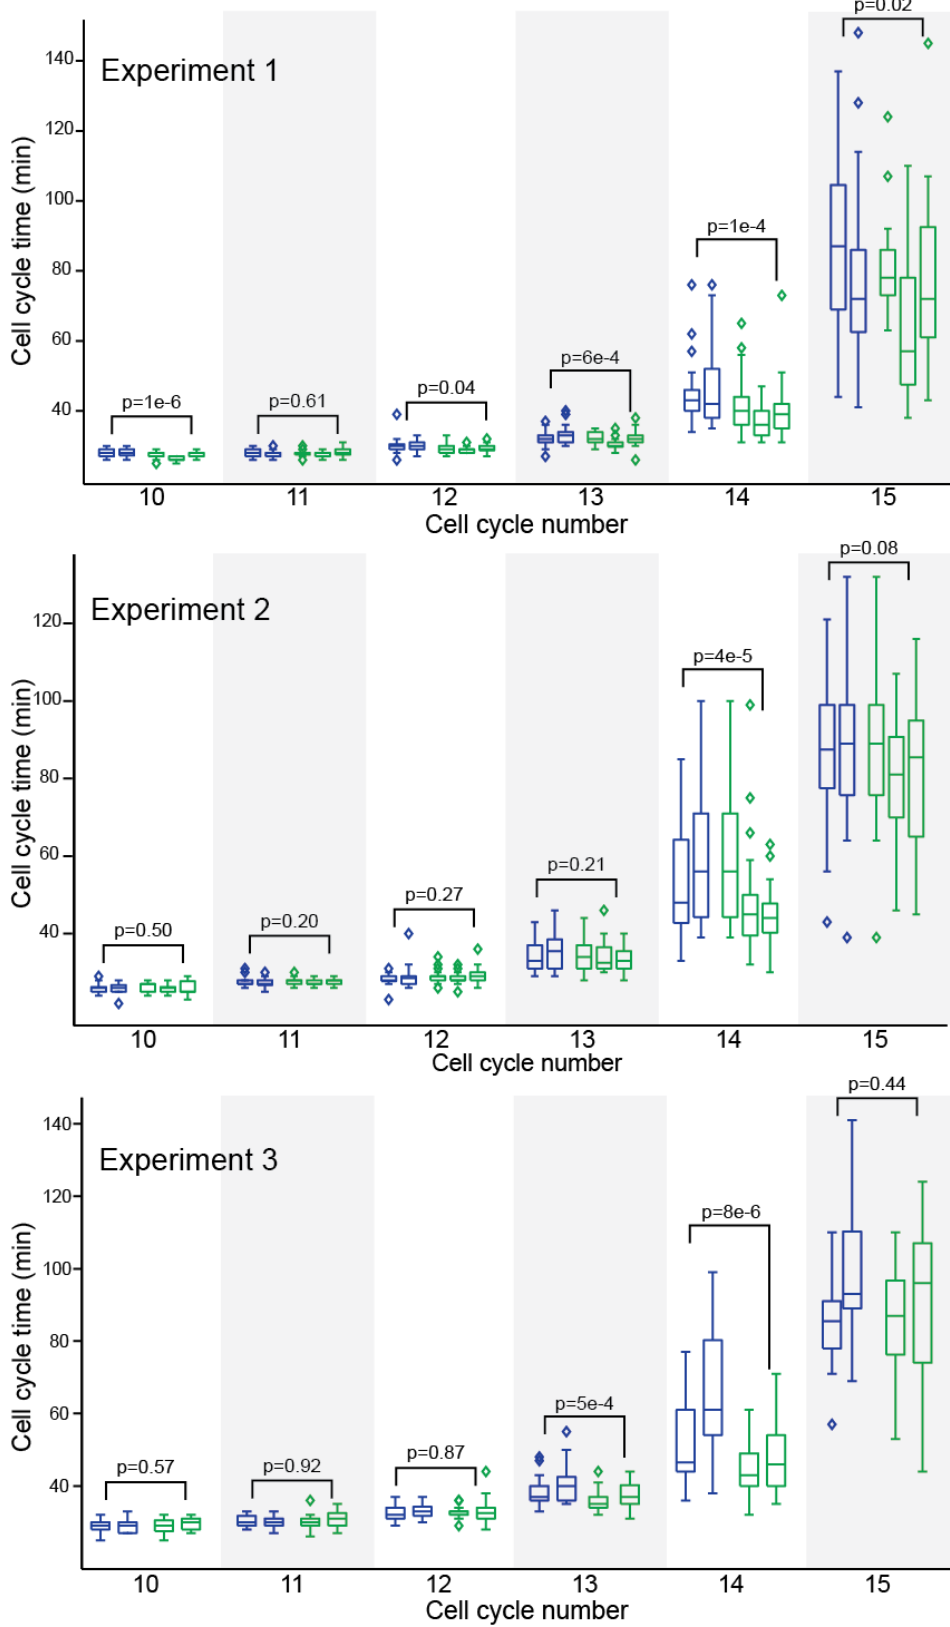 p=0.02
Experiment 1
Cell cycle time (min)
140
120
100
80
60
40
p=1e-6
p=0.61
p=0.04
p=6e-4
p=1e-4
10
11
12
13
14
15
Cell cycle number
p=0.08
Experiment 2
Cell cycle time (min)
120
100
80
60
40
p=0.50
p=0.20
p=0.27
p=0.21
p=4e-5
10
11
12
13
14
15
Cell cycle number
p=0.44
Experiment 3
Cell cycle time (min)
140
120
100
80
60
40
p=0.57
p=0.92
p=0.87
p=5e-4
p=8e-6
10
11
12
13
14
15
Cell cycle number